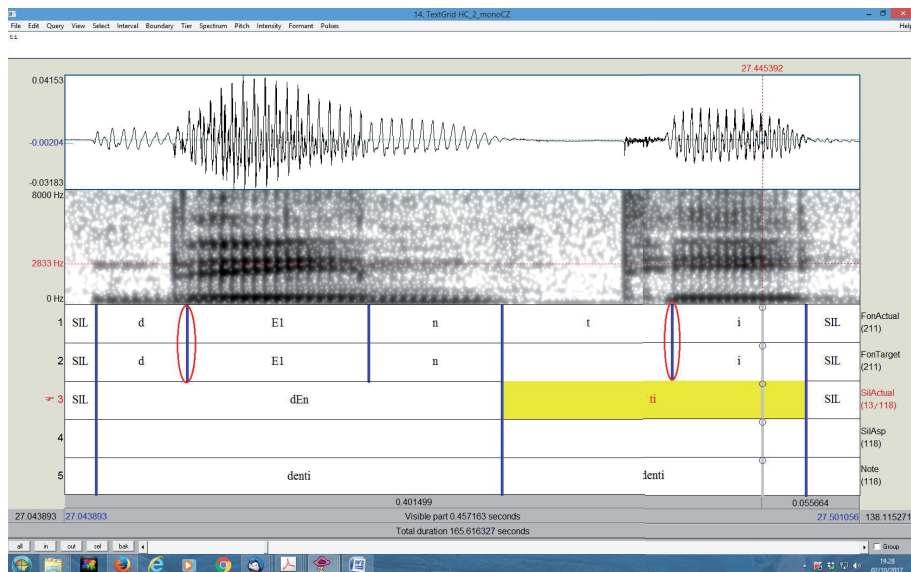 14. TextGrid HC_2_monoCZ
File Edit Query View Select Interval Boundary Tier Spectrum Pitch Intensity Formant Pulses Help
ti
27.445392
0.04153
-0.00204
-0.03183
8000 Hz
2833 Hz
0 Hz
1 SIL d E1 n t i SIL FonActual (211)
2 SIL d E1 n i SIL FonTarget (211)
3 SIL dEn ti SIL SilActual (13/118)
4 SilAsp (118)
5 denti denti Note (118)
0.401499 0.055664
27.043893 27.043893 Visible part 0.457163 seconds 27.501056 138.115271
Total duration 165.616327 seconds
all in out sel bak Group
19.28
02/10/2017